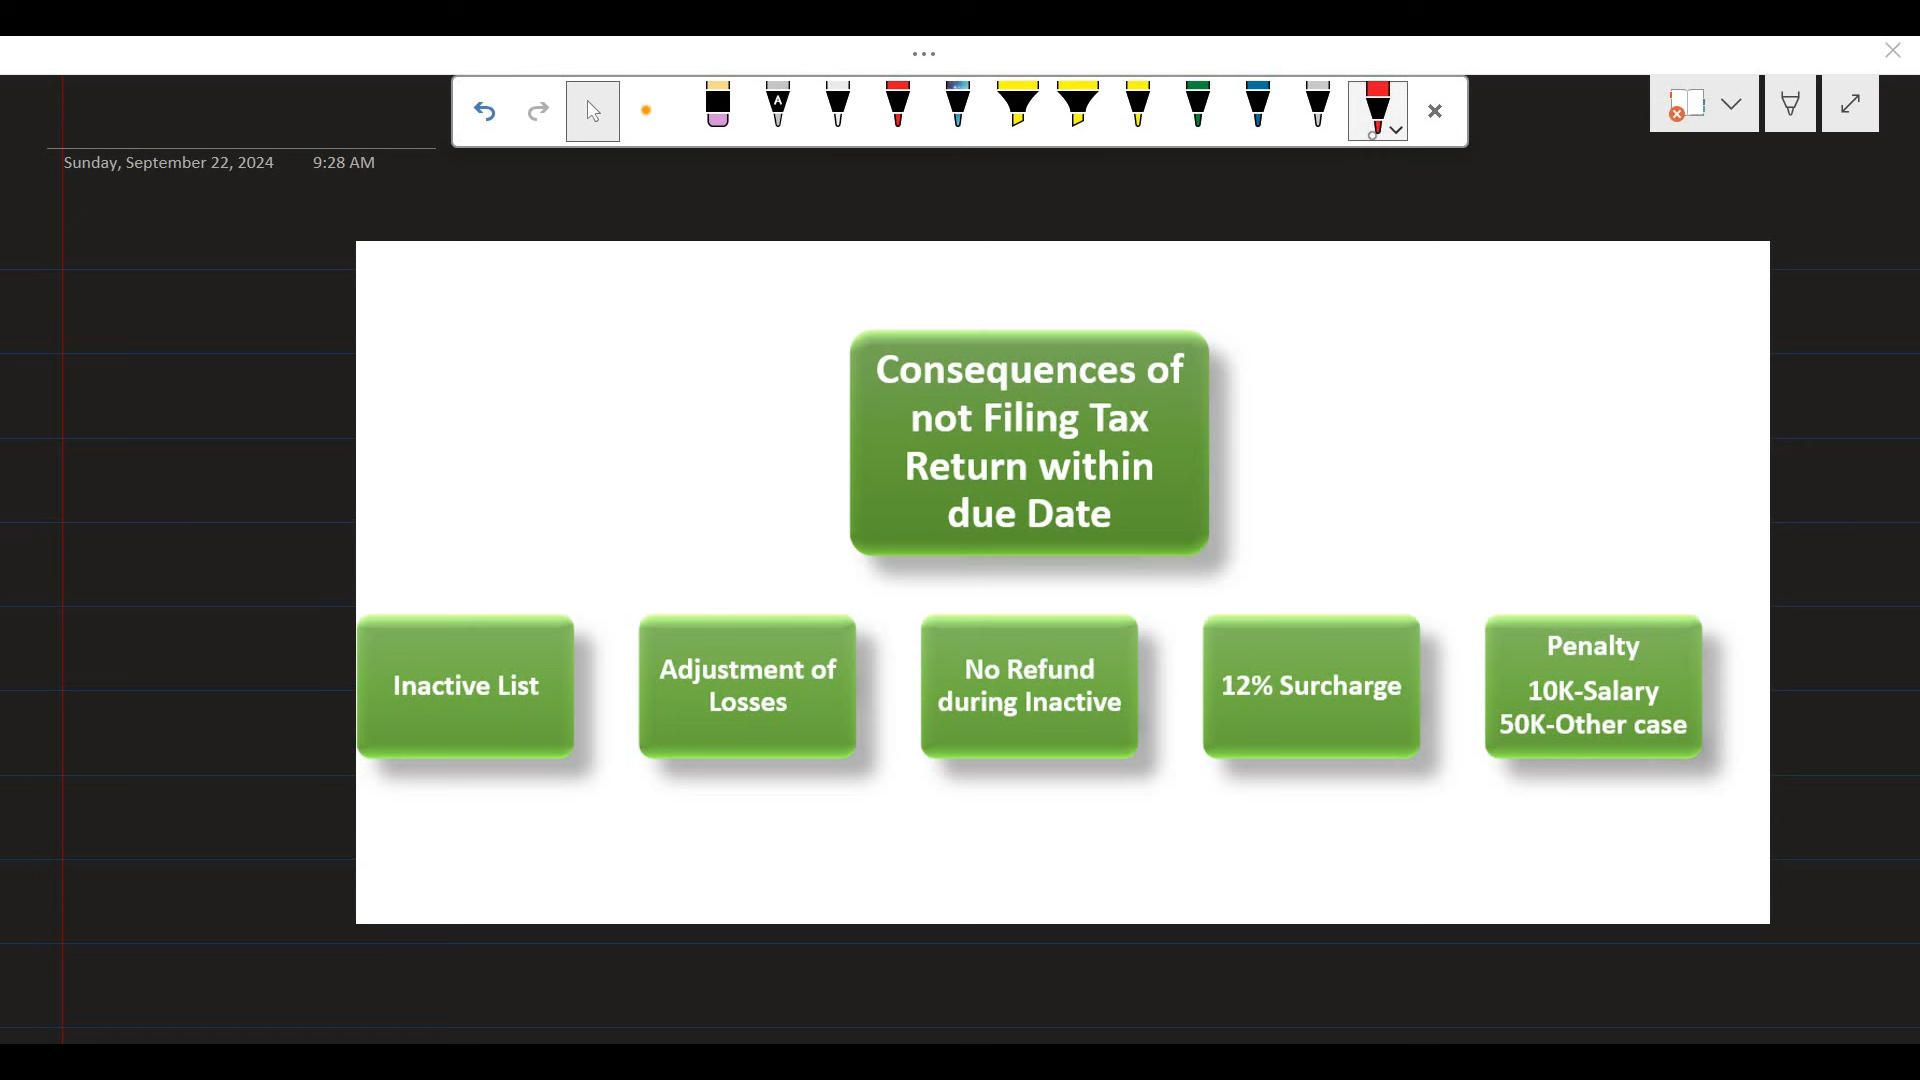 Sunday, September 22, 2024 9:28 AM
Consequences of
not Filing Tax
Return within
due Date
Inactive List
Adjustment of
Losses
No Refund
during Inactive
12% Surcharge
Penalty
10K-Salary
50K-Other case